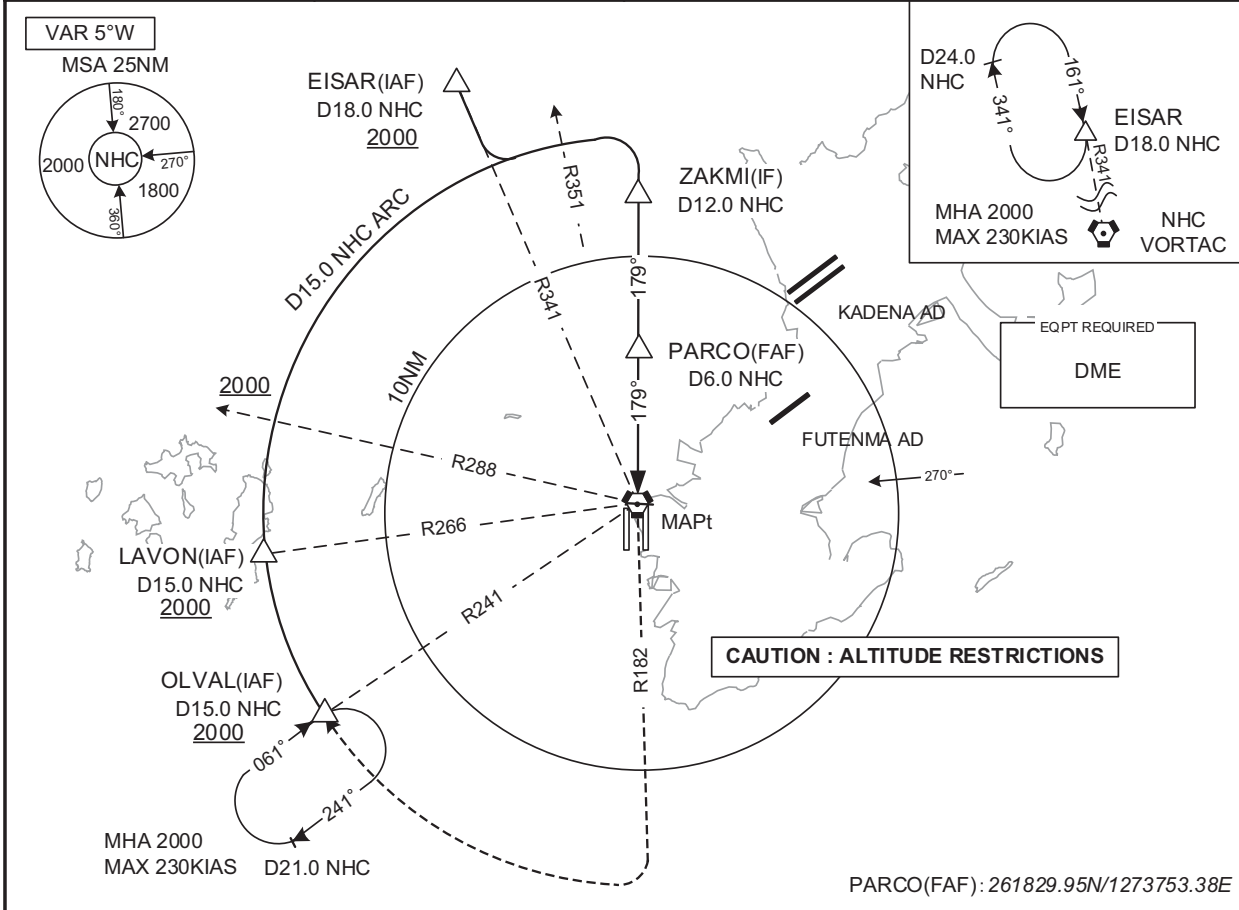 VAR 5°W
MSA 25NM
180°
2700
2000
NHC
270°
1800
360°
EISAR(IAF)
D18.0 NHC
2000
D24.0
NHC
161°
341°
EISAR
D18.0 NHC
R341
MHA 2000
MAX 230KIAS
NHC
VORTAC
R351
ZAKMI(IF)
D12.0 NHC
D15.0 NHC ARC
R341
179°
KADENA AD
EQPT REQUIRED
DME
10NM
PARCO(FAF)
D6.0 NHC
2000
179°
FUTENMA AD
R288
270°
MAPt
R266
LAVON(IAF)
D15.0 NHC
2000
R241
CAUTION : ALTITUDE RESTRICTIONS
R182
OLVAL(IAF)
D15.0 NHC
2000
061°
241°
MHA 2000
MAX 230KIAS
D21.0 NHC
PARCO(FAF): 261829.95N/1273753.38E